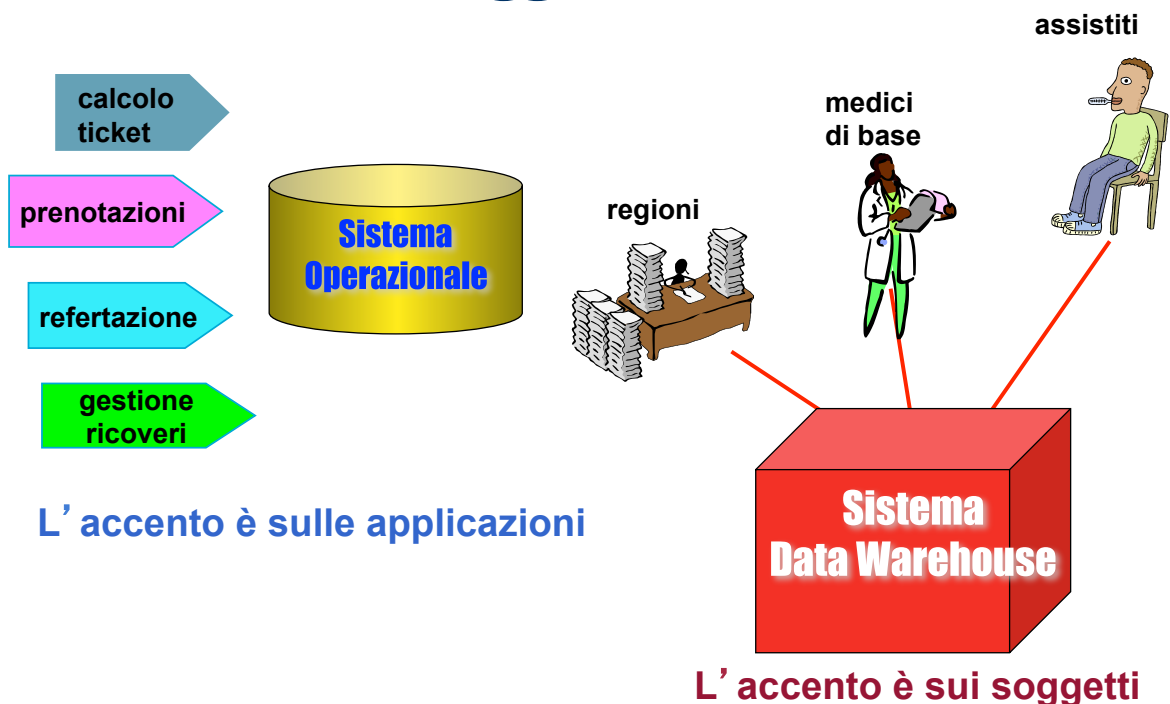 assistiti
calcolo
ticket
medici
di base
prenotazioni
regioni
Sistema
Operazionale
refertazione
gestione
ricoveri
L’accento è sulle applicazioni
Sistema
Data Warehouse
L’accento è sui soggetti